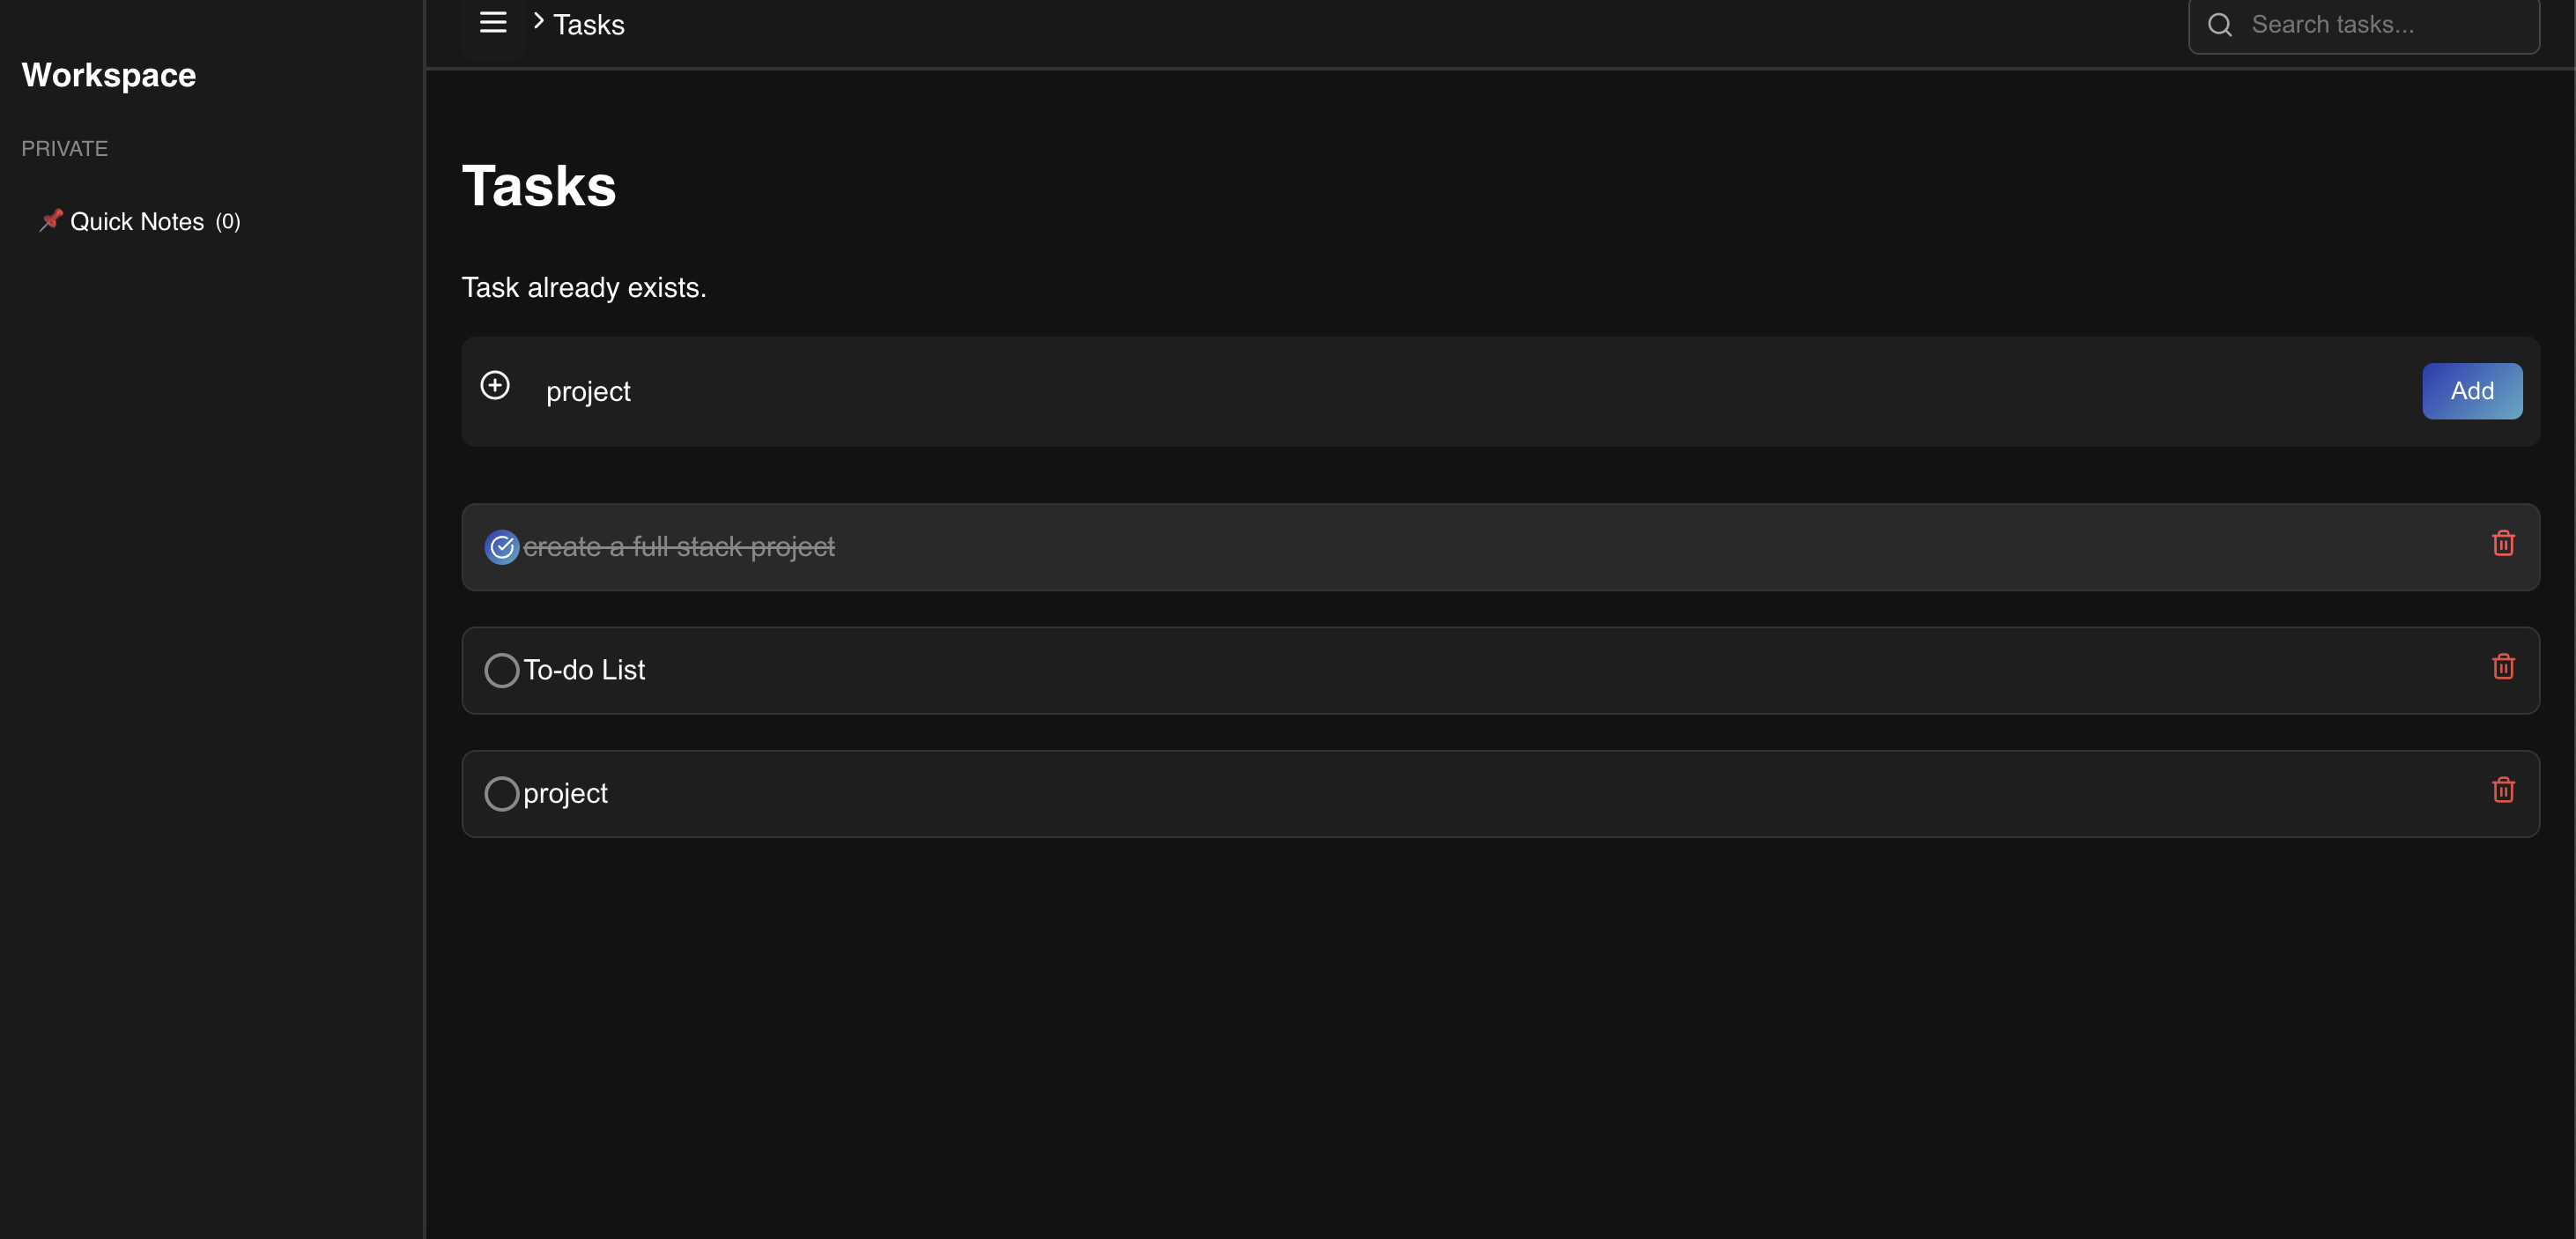 Workspace
PRIVATE
📌 Quick Notes (0)
> Tasks
Search tasks...
Tasks
Task already exists.
project
Add
create a full stack project
To-do List
project